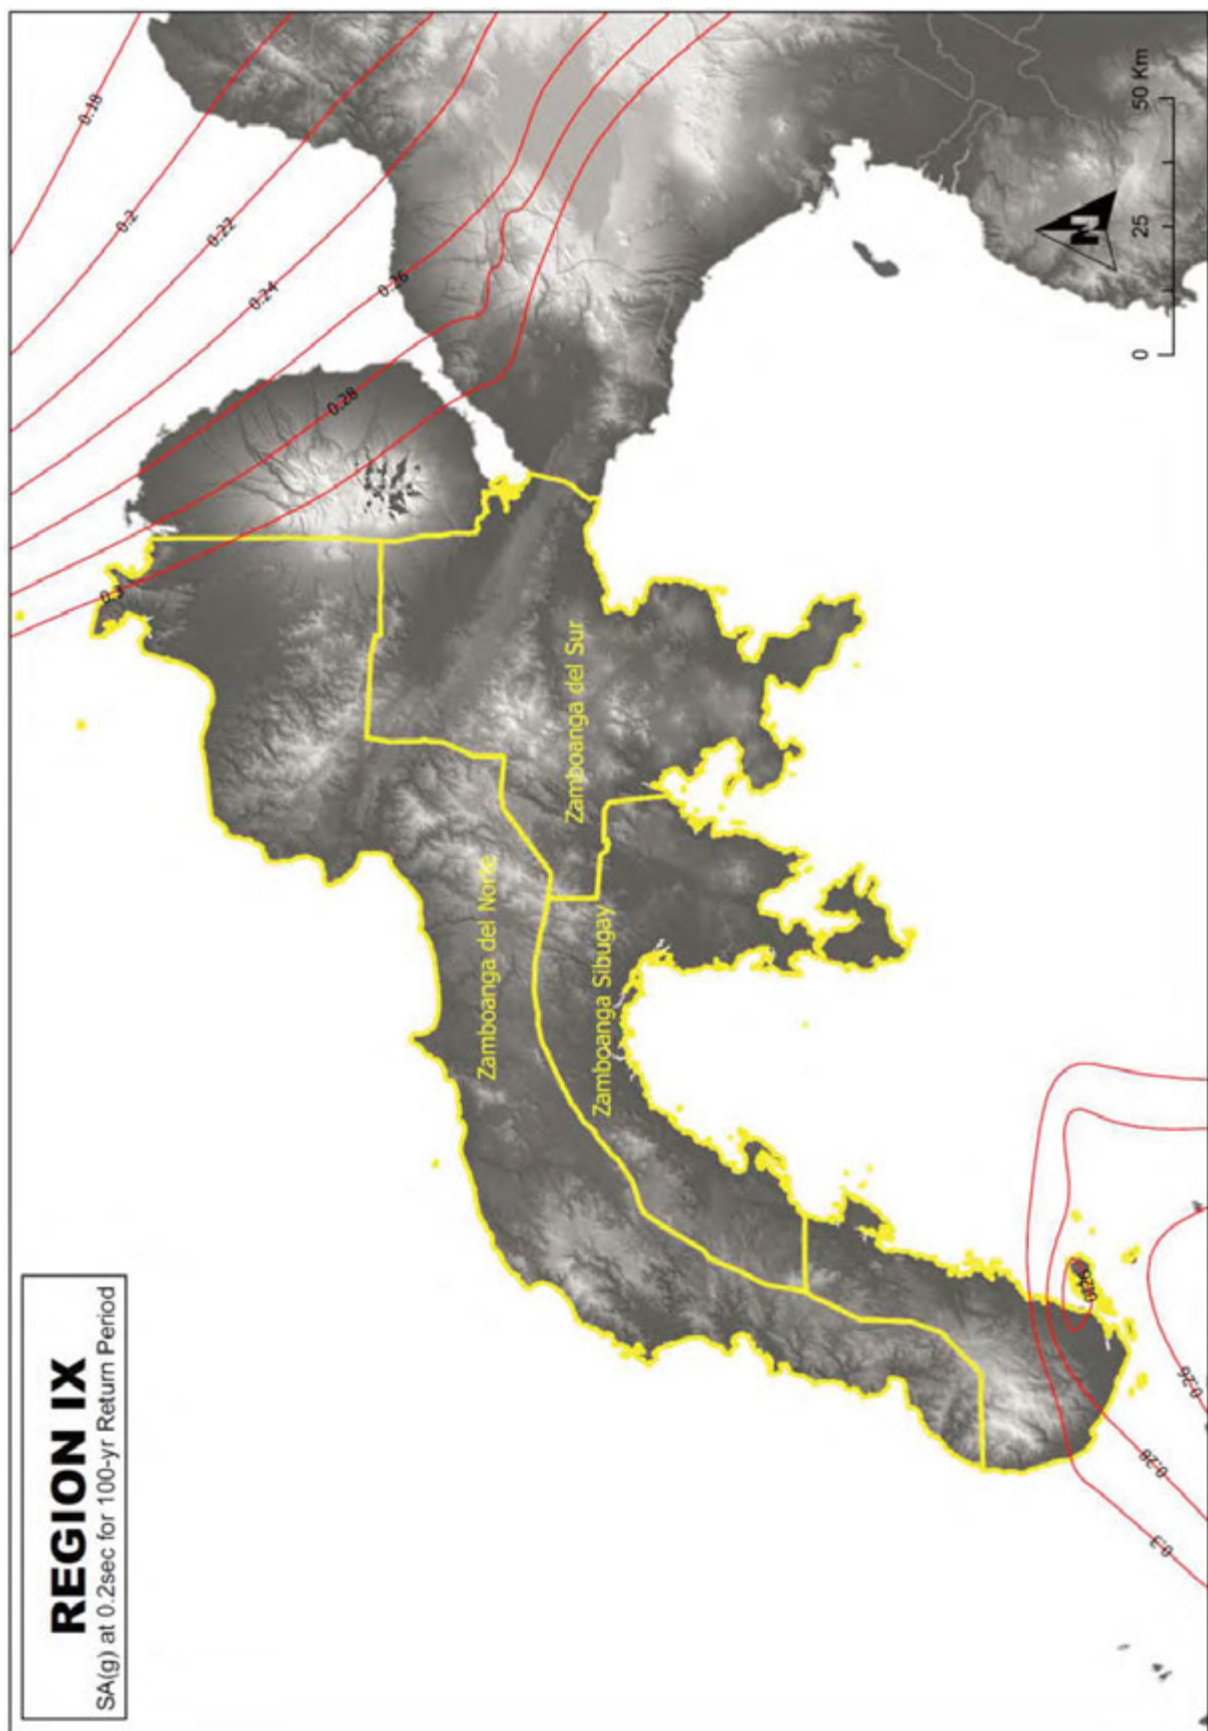 REGION IX
SA(g) at 0.2sec for 100-yr Return Period
0.18
0.2
0.22
0.24
0.26
0.28
0.3
Zamboanga del Norte
Zamboanga del Sur
Zamboanga Sibugay
0.3
0.28
0.26
N
0 25 50 Km